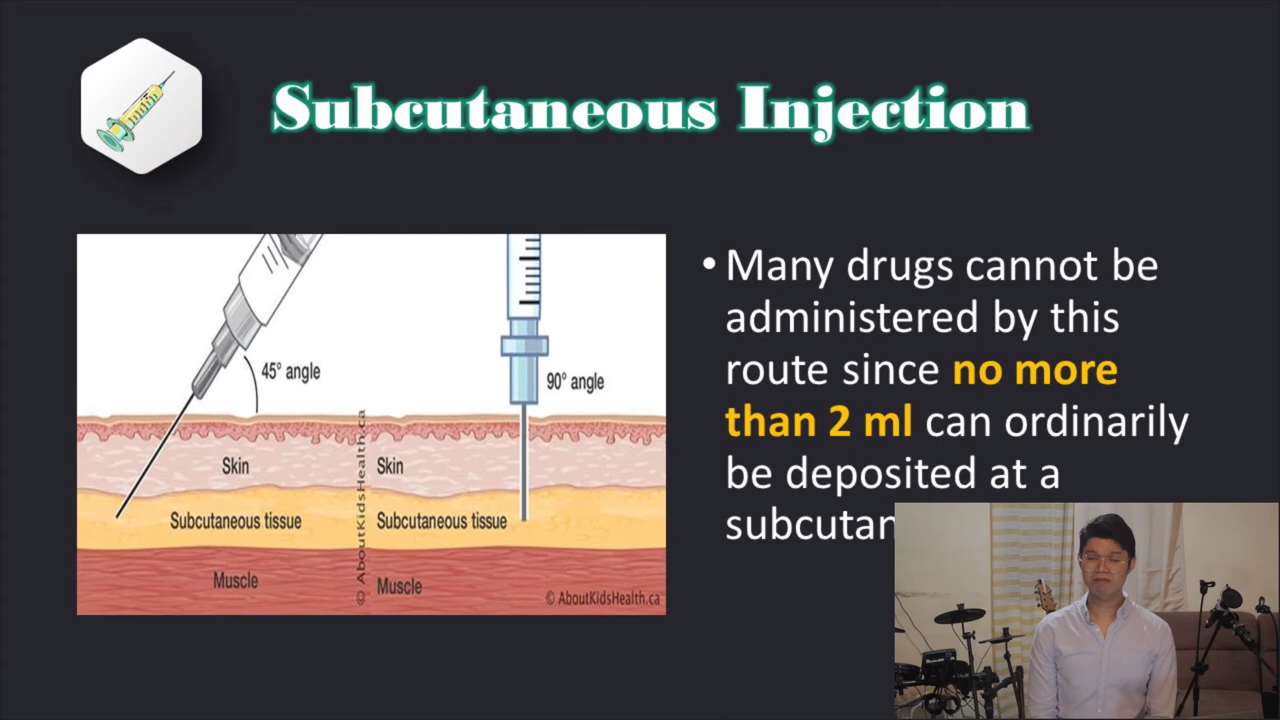 Subcutaneous Injection
45° angle
90° angle
Skin
Skin
Subcutaneous tissue
Subcutaneous tissue
Muscle
Muscle
© AboutKidsHealth.ca
© AboutKidsHealth.ca
• Many drugs cannot be
administered by this
route since no more
than 2 ml can ordinarily
be deposited at a